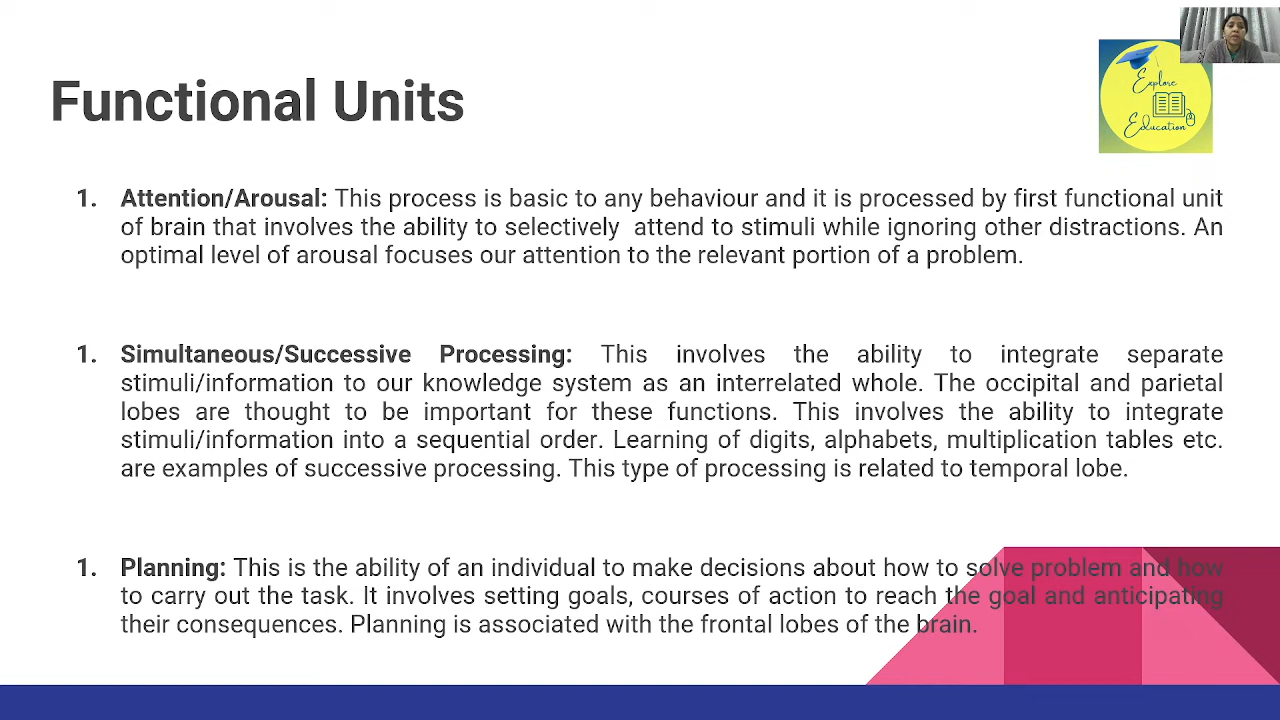 Functional Units
Explore
Education
1. Attention/Arousal: This process is basic to any behaviour and it is processed by first functional unit
of brain that involves the ability to selectively attend to stimuli while ignoring other distractions. An
optimal level of arousal focuses our attention to the relevant portion of a problem.
1. Simultaneous/Successive Processing: This involves the ability to integrate separate
stimuli/information to our knowledge system as an interrelated whole. The occipital and parietal
lobes are thought to be important for these functions. This involves the ability to integrate
stimuli/information into a sequential order. Learning of digits, alphabets, multiplication tables etc.
are examples of successive processing. This type of processing is related to temporal lobe.
1. Planning: This is the ability of an individual to make decisions about how to solve problem and how
to carry out the task. It involves setting goals, courses of action to reach the goal and anticipating
their consequences. Planning is associated with the frontal lobes of the brain.